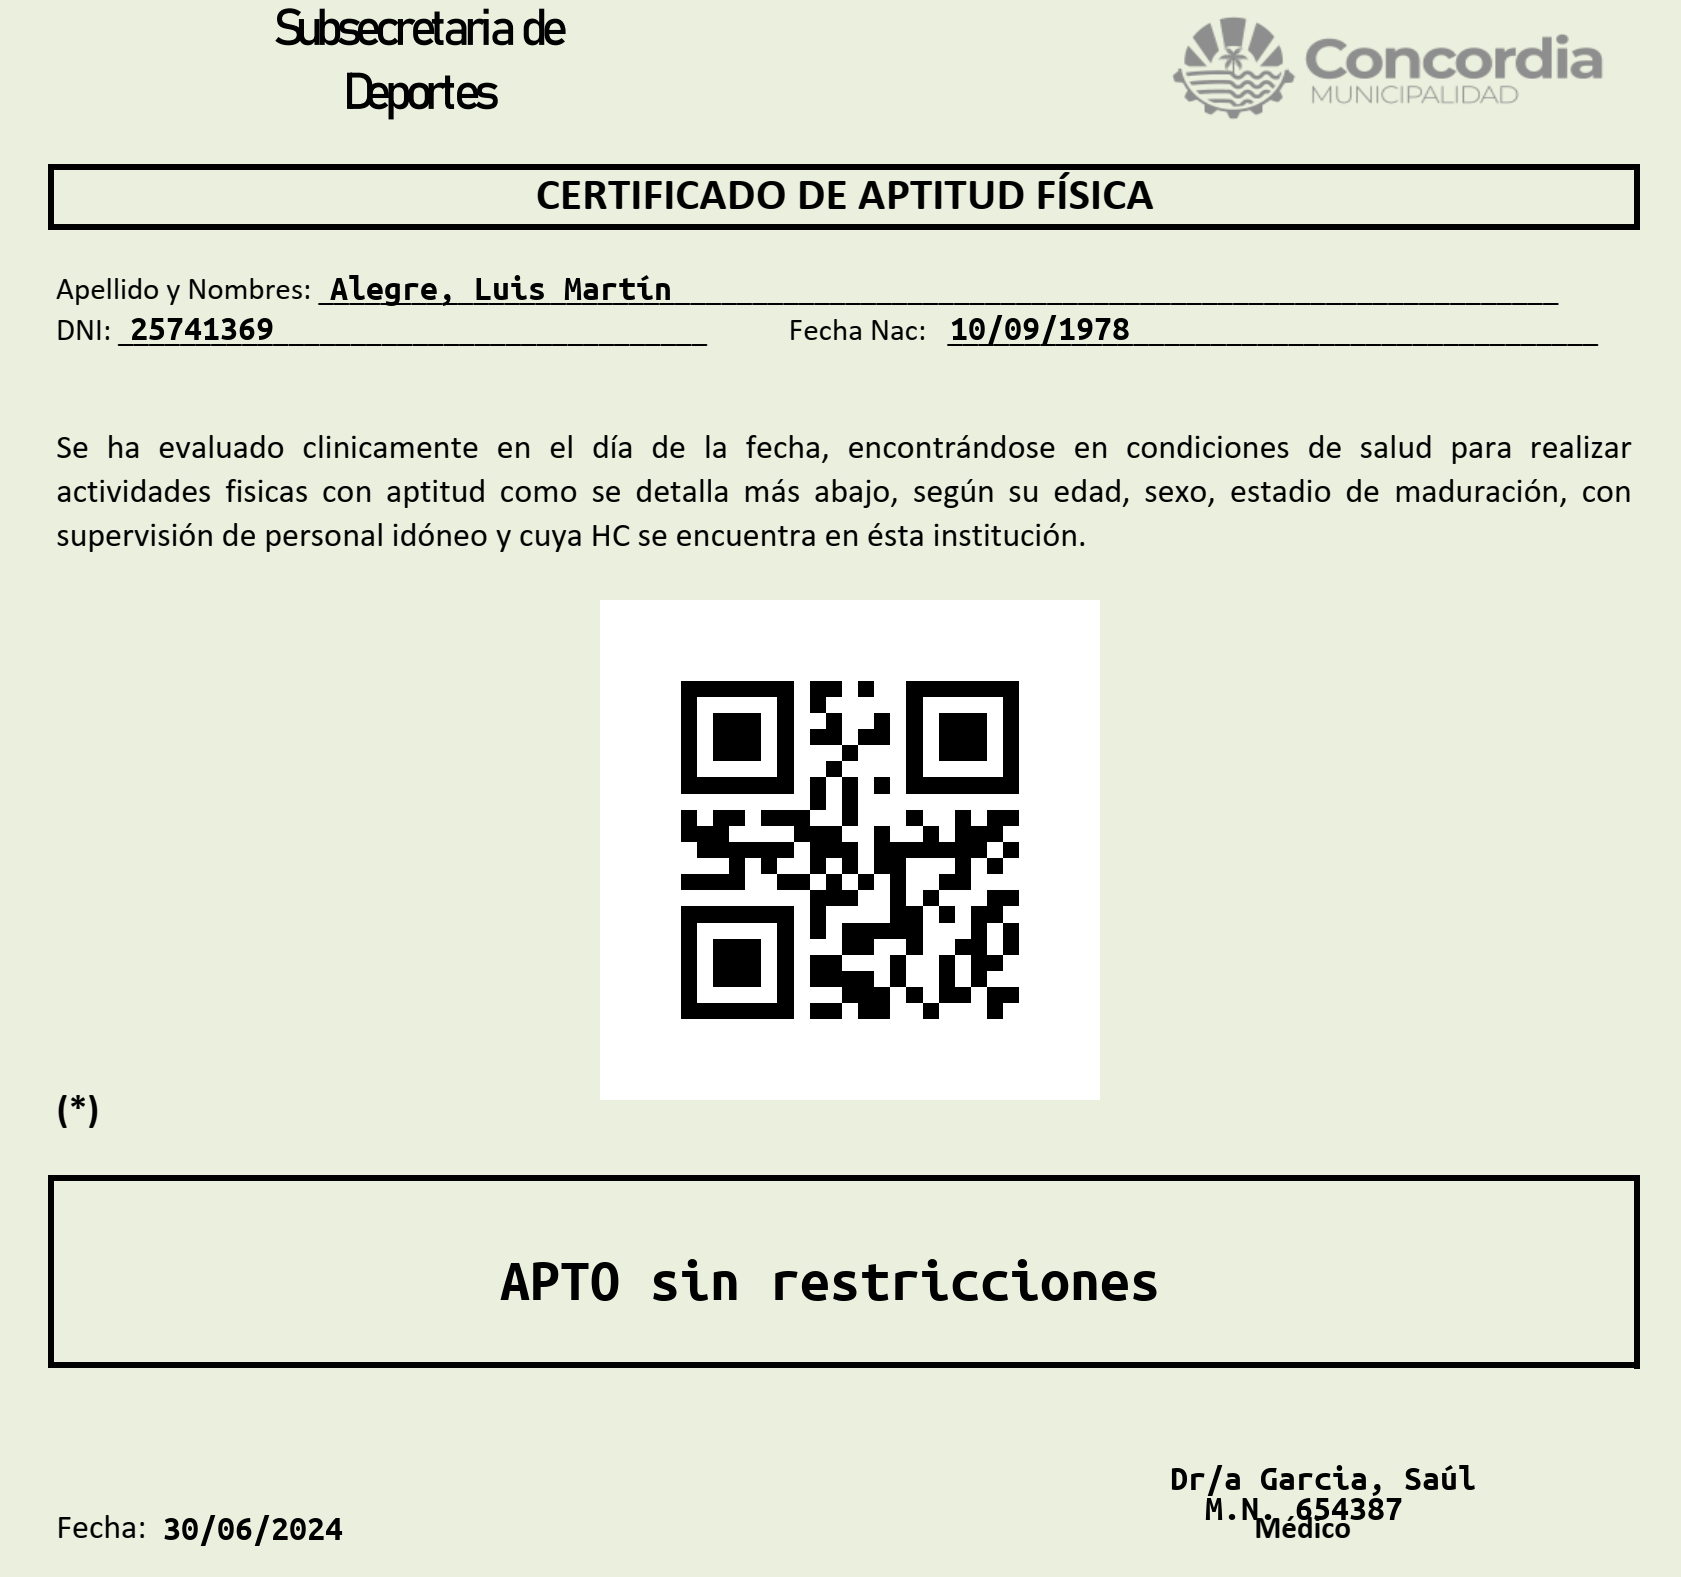 Subsecretaria de
Deportes
Concordia
MUNICIPALIDAD
CERTIFICADO DE APTITUD FÍSICA
Apellido y Nombres: Alegre, Luis Martín
DNI: 25741369 Fecha Nac: 10/09/1978
Se ha evaluado clinicamente en el día de la fecha, encontrándose en condiciones de salud para realizar
actividades fisicas con aptitud como se detalla más abajo, según su edad, sexo, estadio de maduración, con
supervisión de personal idóneo y cuya HC se encuentra en ésta institución.
(*)
APTO sin restricciones
Dr/a Garcia, Saúl
M.N. 654387
Médico
Fecha: 30/06/2024